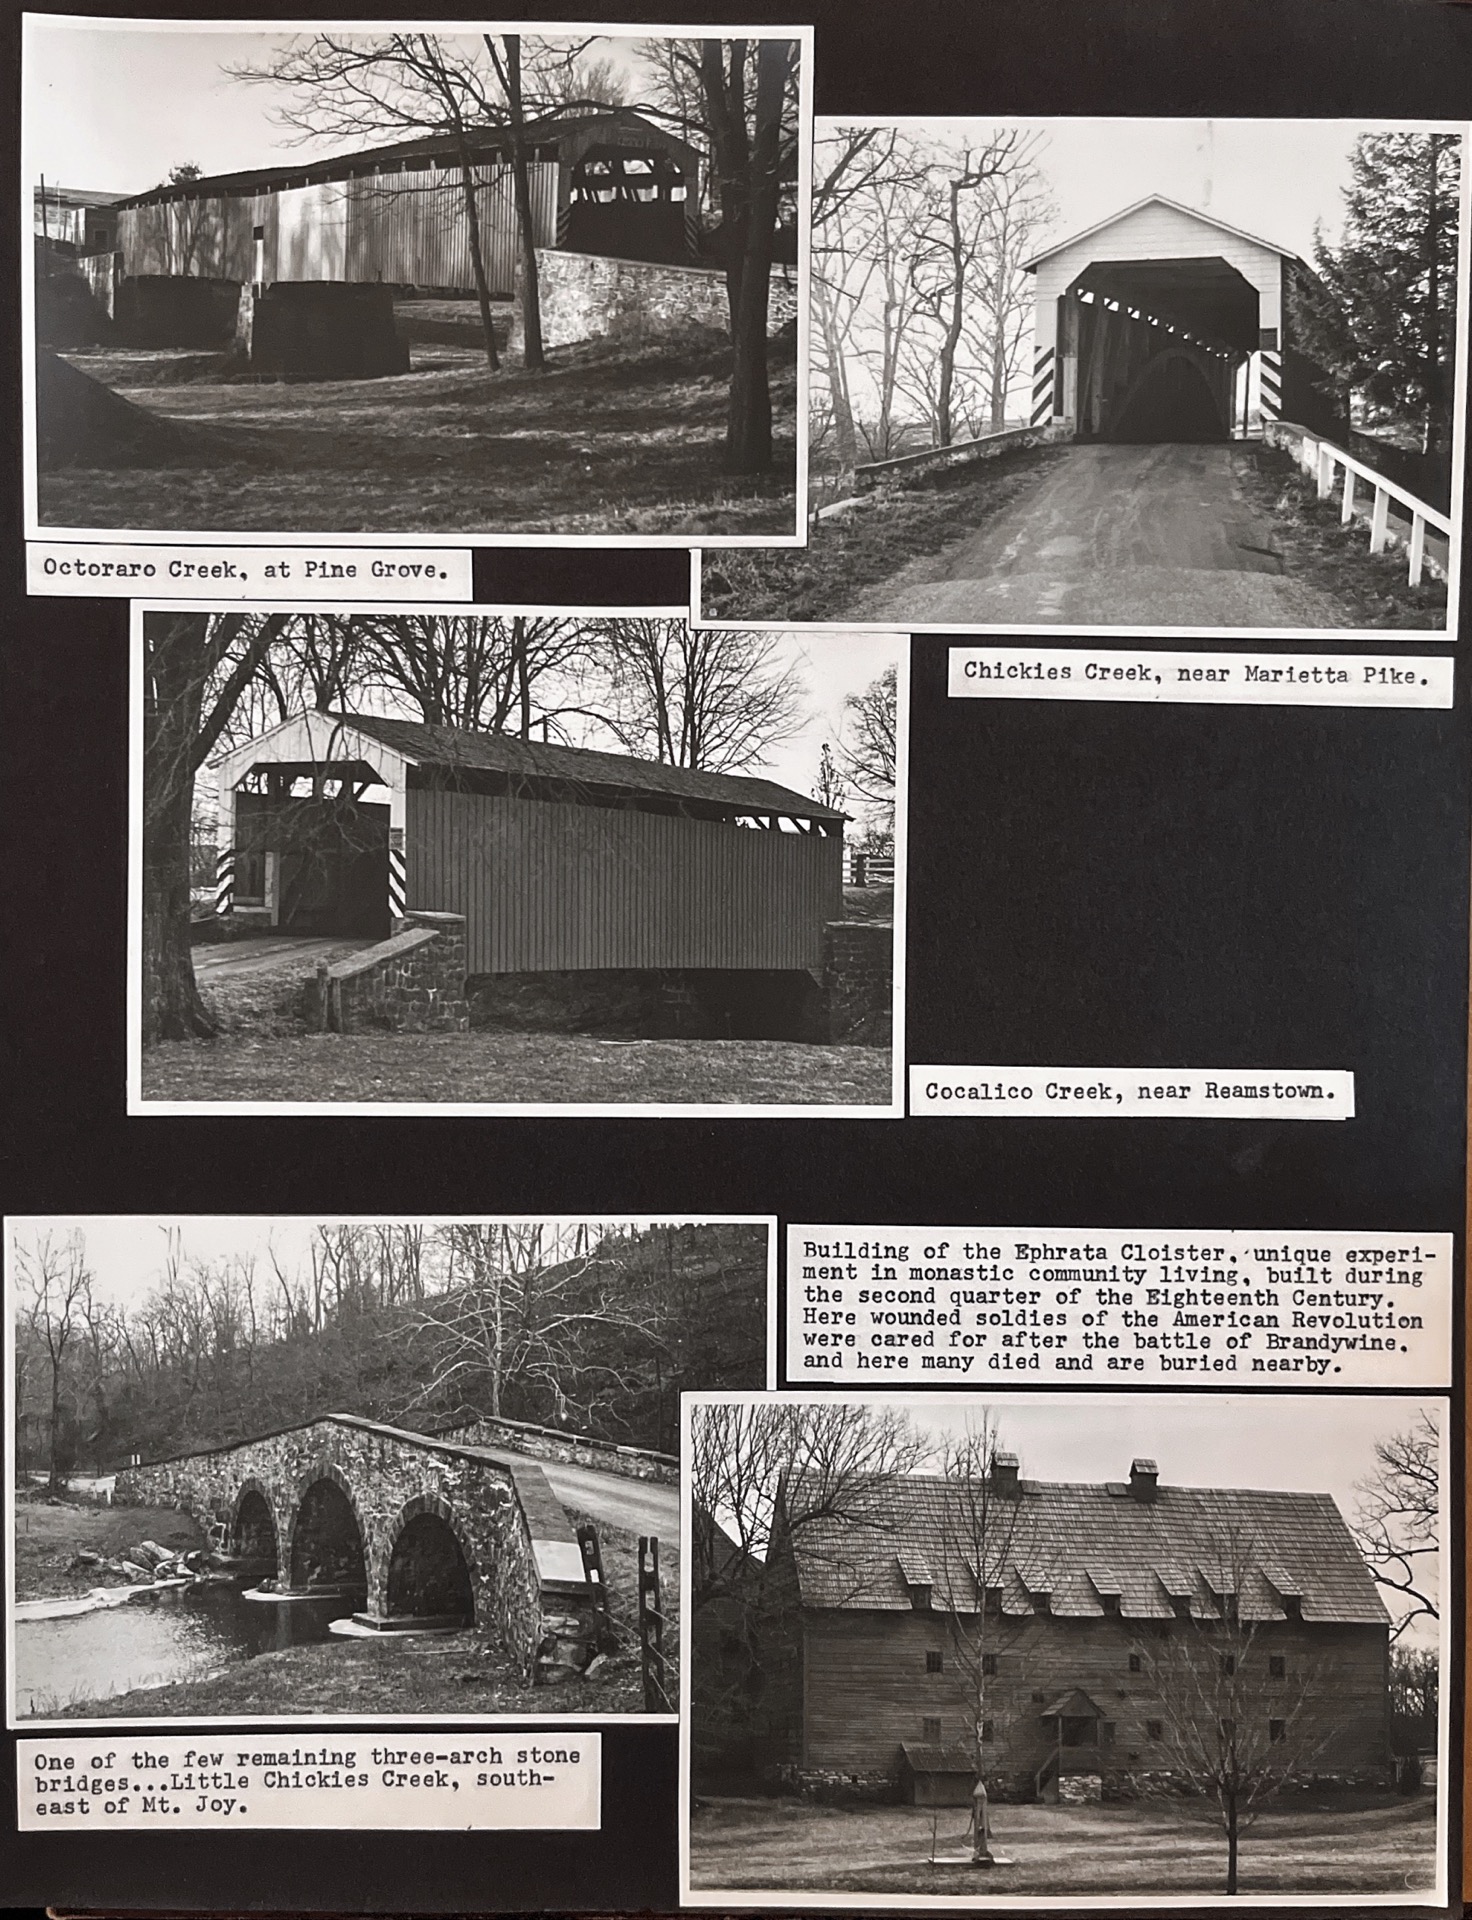 Octoraro Creek, at Pine Grove.
Chickies Creek, near Marietta Pike.
Cocalico Creek, near Reamstown.
Building of the Ephrata Cloister, unique experi-
ment in monastic community living, built during
the second quarter of the Eighteenth Century.
Here wounded soldies of the American Revolution
were cared for after the battle of Brandywine,
and here many died and are buried nearby.
One of the few remaining three-arch stone
bridges...Little Chickies Creek, south-
east of Mt. Joy.